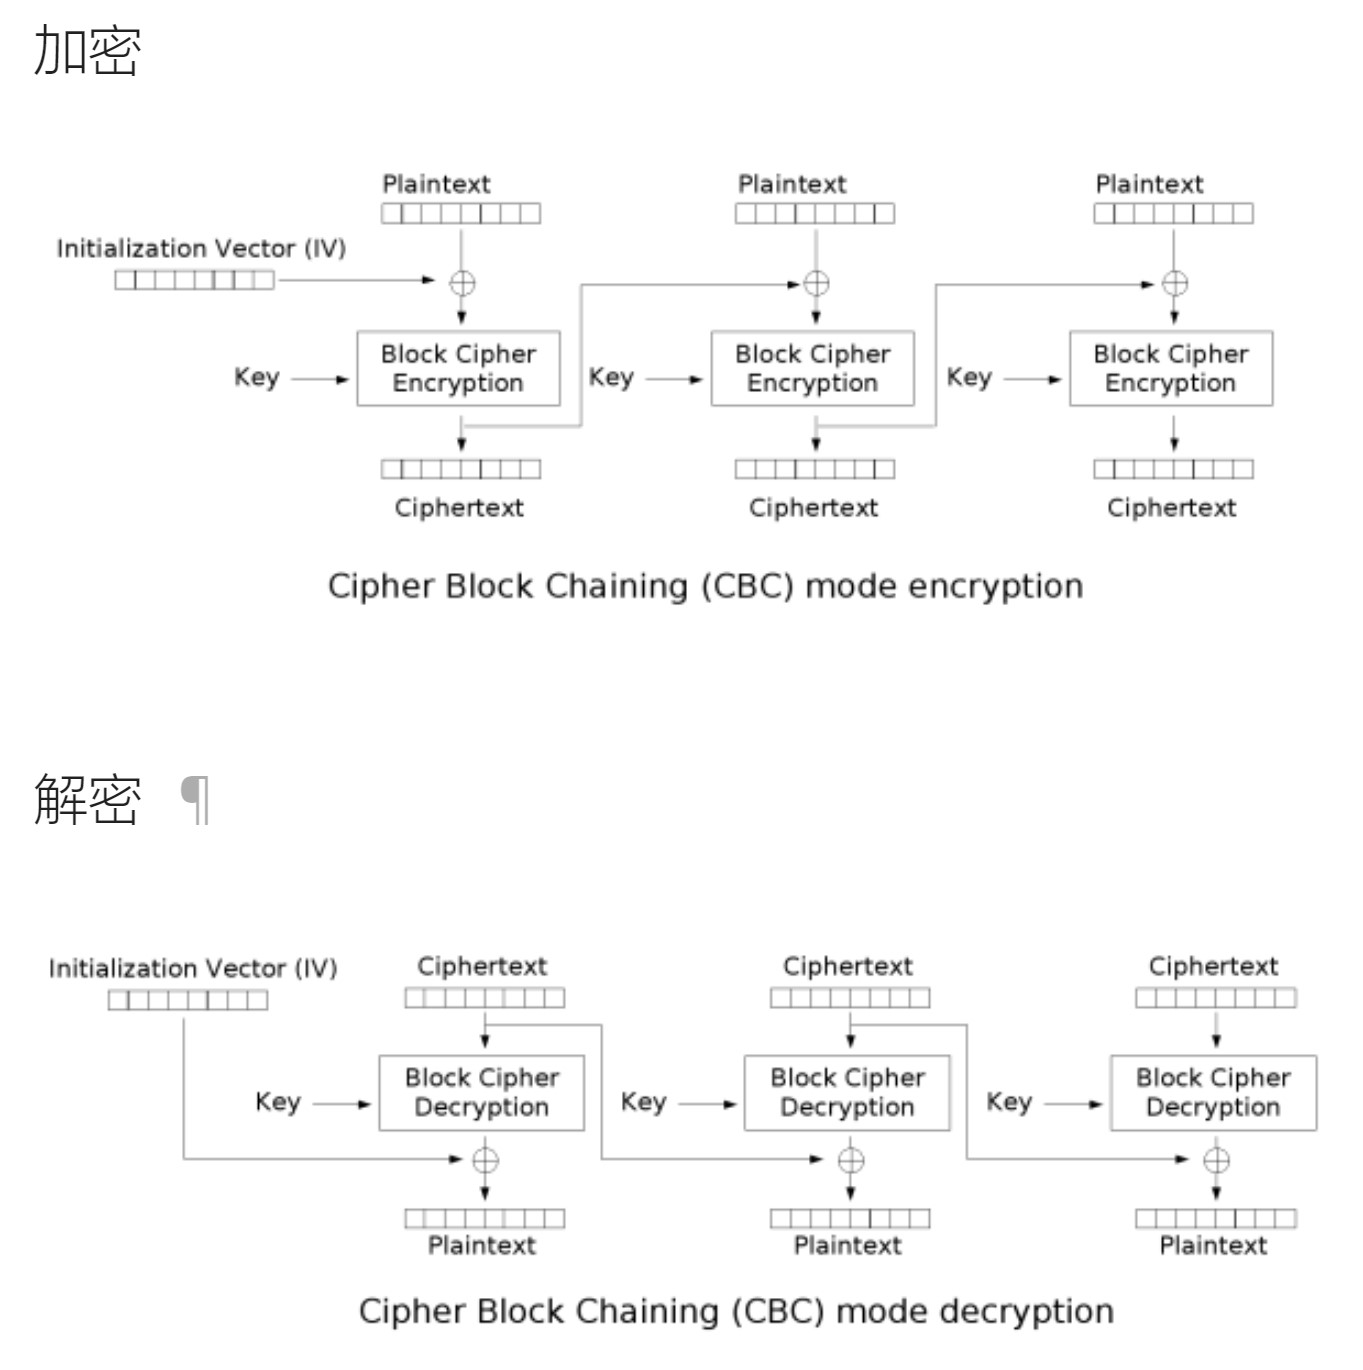 加密
Plaintext Plaintext Plaintext
Initialization Vector (IV)
Key Block Cipher Encryption Key Block Cipher Encryption Key Block Cipher Encryption
Ciphertext Ciphertext Ciphertext
Cipher Block Chaining (CBC) mode encryption
解密 ¶
Initialization Vector (IV) Ciphertext Ciphertext Ciphertext
Key Block Cipher Decryption Key Block Cipher Decryption Key Block Cipher Decryption
Plaintext Plaintext Plaintext
Cipher Block Chaining (CBC) mode decryption